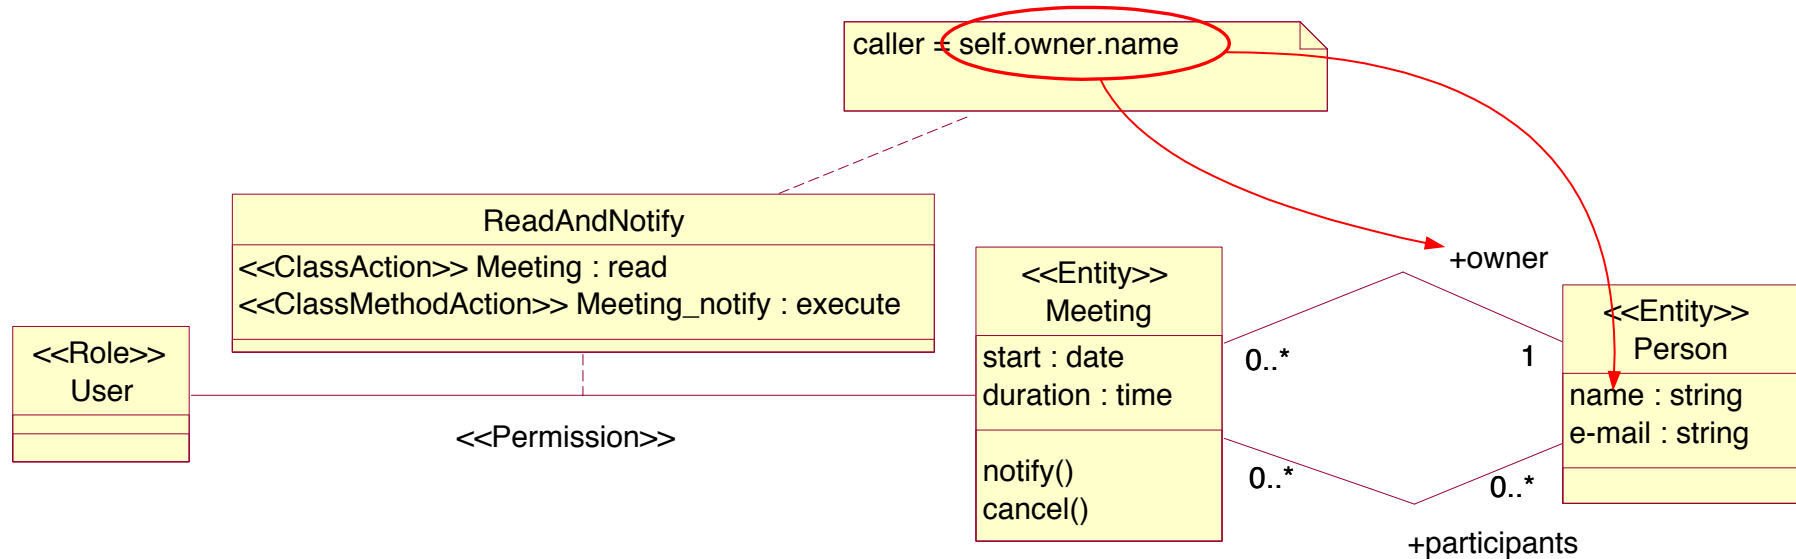 caller = self.owner.name
ReadAndNotify
<<ClassAction>> Meeting : read
<<ClassMethodAction>> Meeting_notify : execute
<<Role>>
User
<<Permission>>
<<Entity>>
Meeting
start : date
duration : time
notify()
cancel()
+owner
0..*
1
0..*
0..*
+participants
<<Entity>>
Person
name : string
e-mail : string